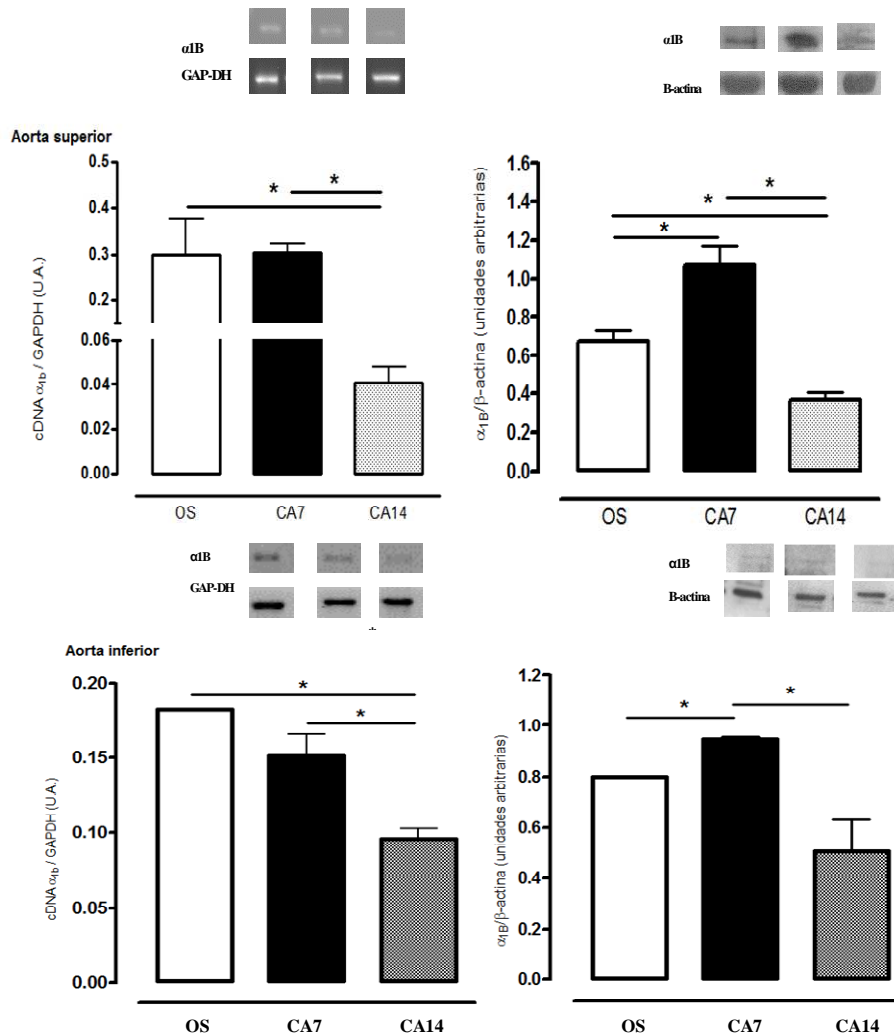 α1B
GAP-DH
α1B
B-actina
Aorta superior
cDNA α1b / GAPDH (U.A.)
0.5
0.4
0.3
0.06
0.04
0.02
0.00
*
*
OS
CA7
CA14
α1B/β-actina (unidades arbitrarias)
1.6
1.4
1.2
1.0
0.8
0.6
0.4
0.2
0.0
*
*
*
OS
CA7
CA14
α1B
GAP-DH
*
α1B
B-actina
Aorta inferior
cDNA α1b / GAPDH (U.A.)
0.20
0.15
0.10
0.05
0.00
*
*
OS
CA7
CA14
α1B/β-actina (unidades arbitrarias)
1.2
1.0
0.8
0.6
0.4
0.2
0.0
*
*
OS
CA7
CA14